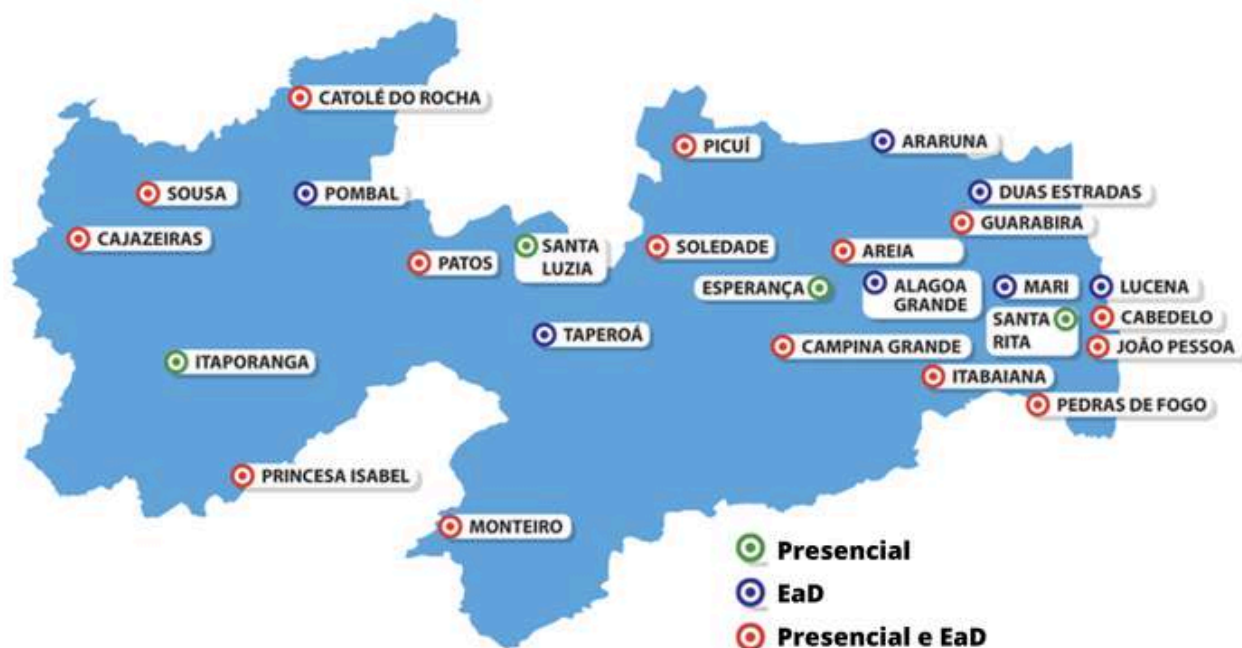 CATOLÉ DO ROCHA
PICUÍ
ARARUNA
SOUSA
POMBAL
DUAS ESTRADAS
GUARABIRA
CAJAZEIRAS
PATOS
SANTA
LUZIA
SOLEDADE
AREIA
ESPERANÇA
ALAGOA
GRANDE
MARI
LUCENA
SANTA
RITA
CABEDELO
TAPEROÁ
CAMPINA GRANDE
JOÃO PESSOA
ITAPORANGA
ITABAIANA
PEDRAS DE FOGO
PRINCESA ISABEL
MONTEIRO
Presencial
EaD
Presencial e EaD